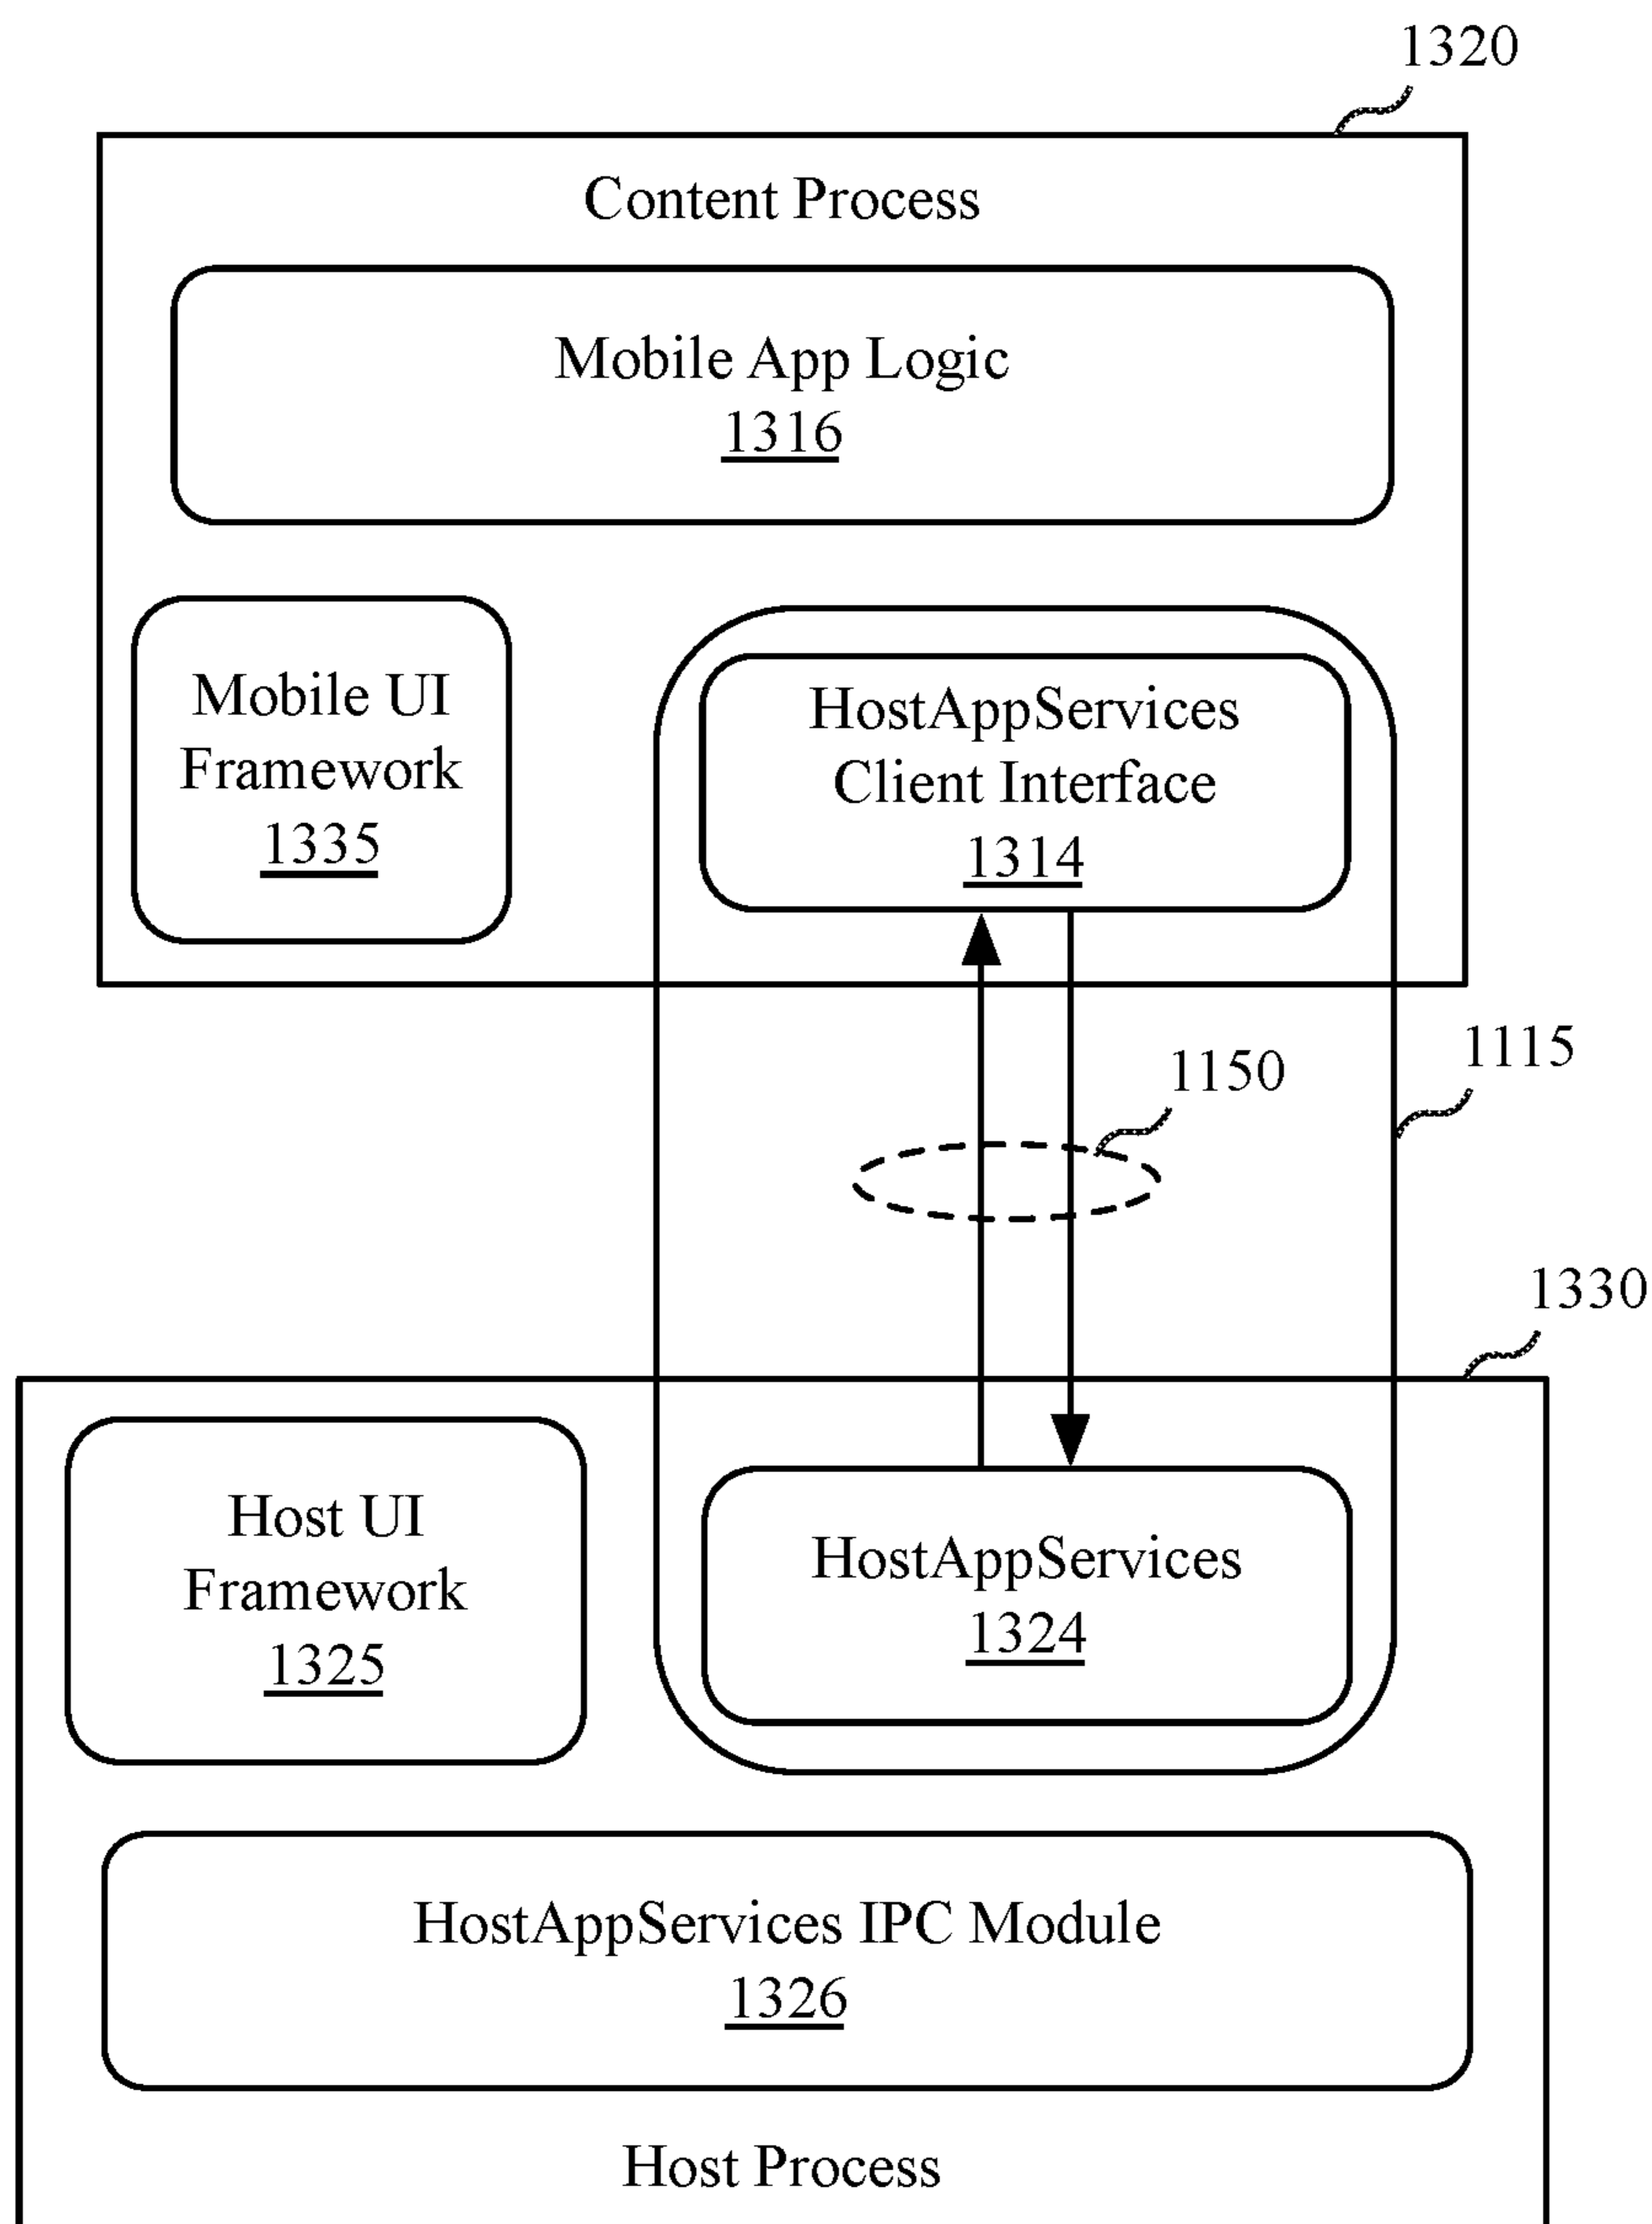 1320
Content Process
Mobile App Logic
1316
Mobile UI
Framework
1335
HostAppServices
Client Interface
1314
1115
1150
1330
Host UI
Framework
1325
HostAppServices
1324
HostAppServices IPC Module
1326
Host Process